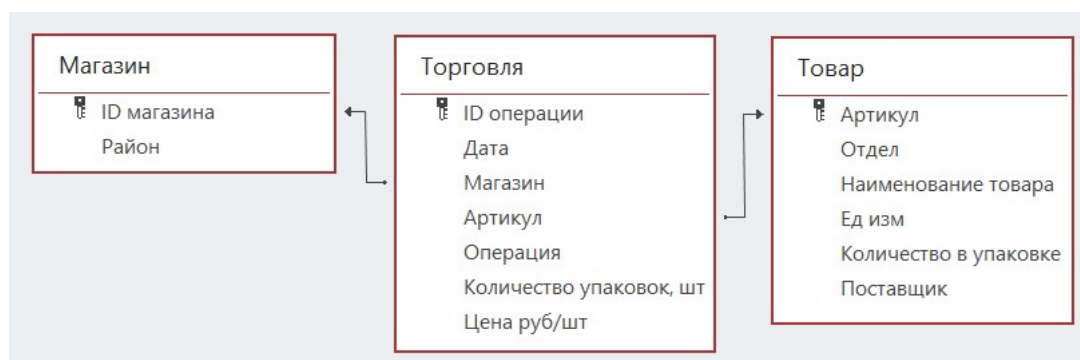 Магазин
ID магазина
Район
Торговля
ID операции
Дата
Магазин
Артикул
Операция
Количество упаковок, шт
Цена руб/шт
Товар
Артикул
Отдел
Наименование товара
Ед изм
Количество в упаковке
Поставщик